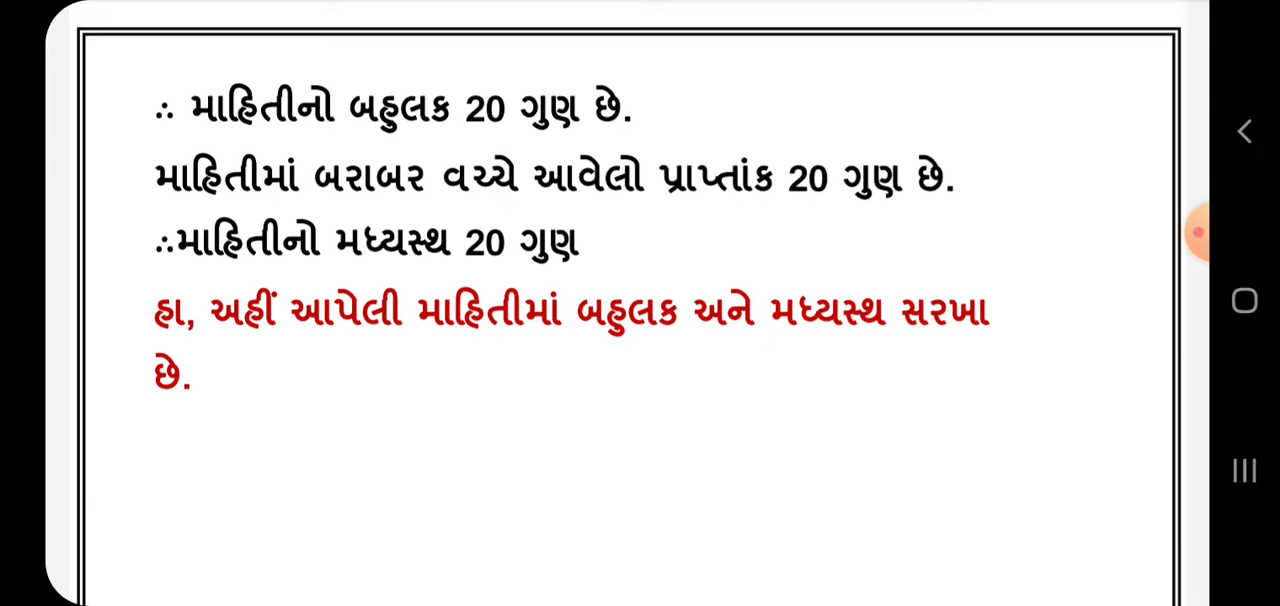 ∴ માહિતીનો બહુલક 20 ગુણ છે.
માહિતીમાં બરાબર વચ્ચે આવેલો પ્રાપ્તાંક 20 ગુણ છે.
∴માહિતીનો મધ્યસ્થ 20 ગુણ
હા, અહીં આપેલી માહિતીમાં બહુલક અને મધ્યસ્થ સરખા
છે.